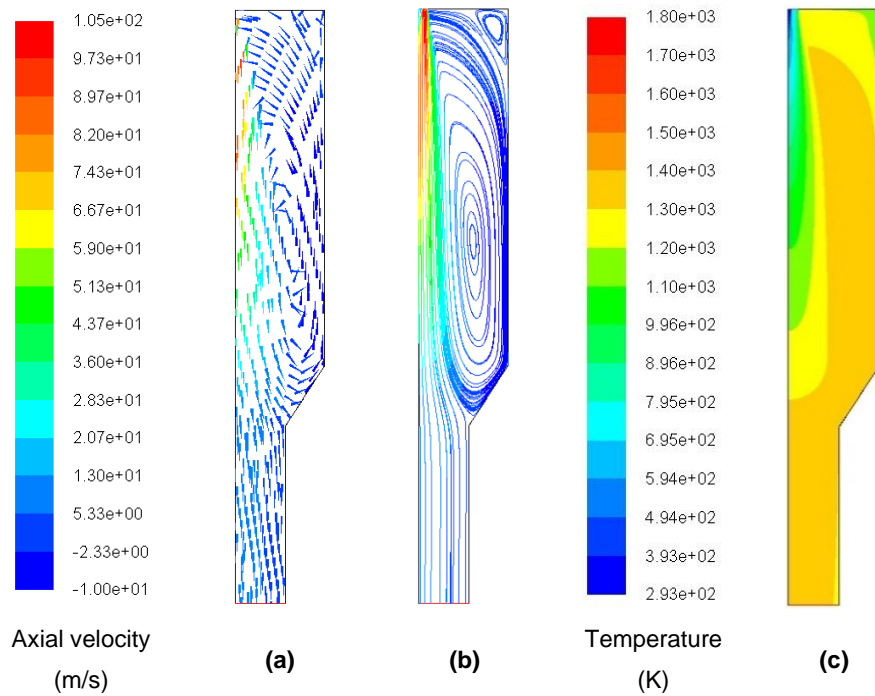 1.05e+02
9.73e+01
8.97e+01
8.20e+01
7.43e+01
6.67e+01
5.90e+01
5.13e+01
4.37e+01
3.60e+01
2.83e+01
2.07e+01
1.30e+01
5.33e+00
-2.33e+00
-1.00e+01
Axial velocity
(m/s)
(a)
(b)
1.80e+03
1.70e+03
1.60e+03
1.50e+03
1.40e+03
1.30e+03
1.20e+03
1.10e+03
9.96e+02
8.96e+02
7.95e+02
6.95e+02
5.94e+02
4.94e+02
3.93e+02
2.93e+02
Temperature
(K)
(c)